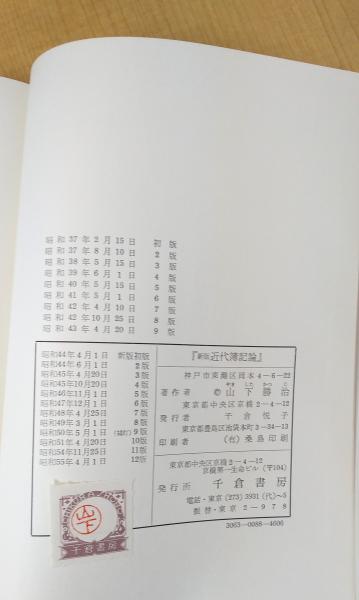 昭和37年2月15日 初版
昭和37年8月10日 2版
昭和38年5月15日 3版
昭和39年6月1日 4版
昭和40年5月15日 5版
昭和41年5月1日 6版
昭和42年4月10日 7版
昭和42年10月25日 8版
昭和43年4月20日 9版
昭和44年4月1日 新版初版
昭和44年6月1日 2版
昭和45年4月20日 3版
昭和45年10月20日 4版
昭和46年11月1日 5版
昭和47年12月1日 6版
昭和48年4月25日 7版
昭和49年3月1日 8版
昭和50年5月1日 (補訂)9版
昭和51年4月20日 10版
昭和54年11月25日 11版
昭和55年4月1日 12版
『新版近代簿記論』
神戸市東灘区岡本4-6-22
やま した かつ じ
著作者 ©山下勝治
東京都中央区京橋2-4-12
発行者 千倉悦子
東京都豊島区池袋本町3-34-13
印刷者 (有)桑島印刷
東京都中央区京橋2-4-12
京橋第一生命ビル(〒104)
発行所 千倉書房
電話・東京(273)3931(代)~5
振替・東京2-978
3063-0088-4606
山下
千倉書房